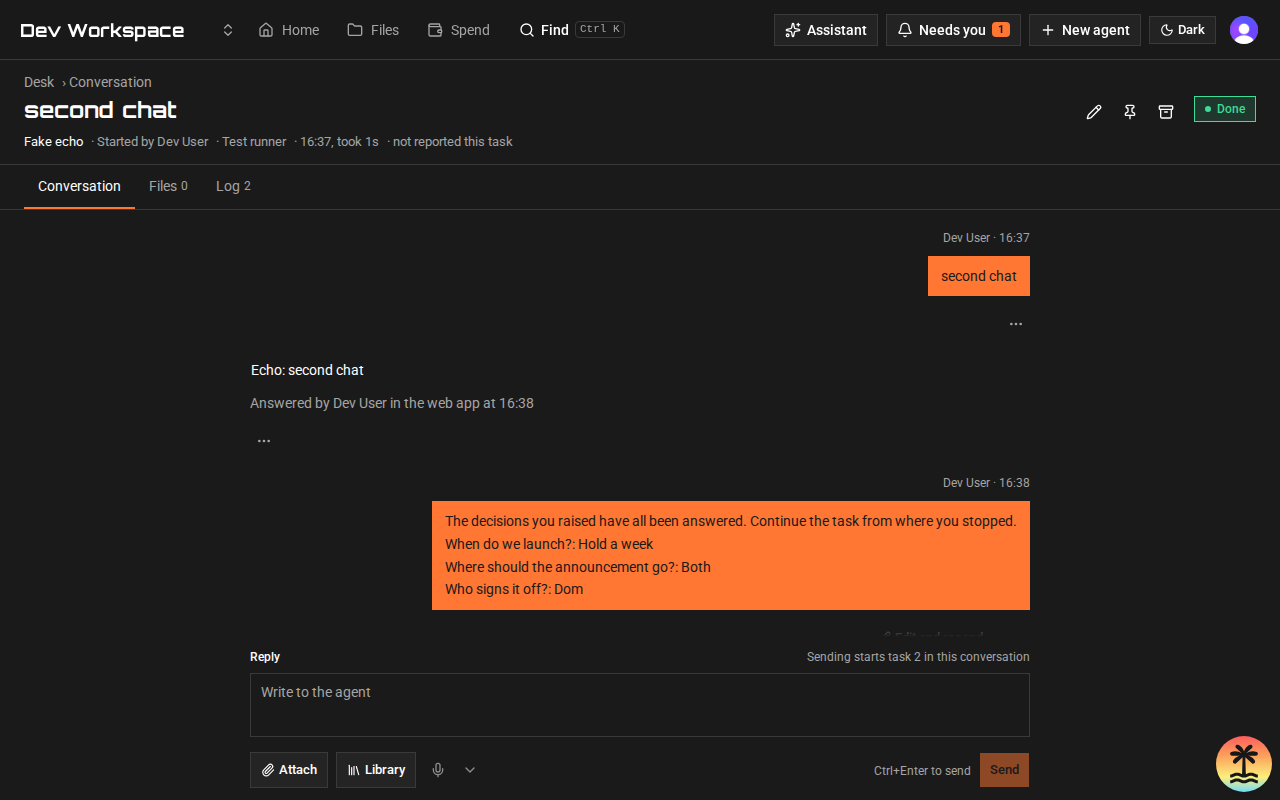 Dev Workspace
Home
Files
Spend
Find Ctrl K
Assistant
Needs you 1
New agent
Dark
Desk › Conversation
second chat
Done
Fake echo · Started by Dev User · Test runner · 16:37, took 1s · not reported this task
Conversation
Files 0
Log 2
Dev User · 16:37
second chat
Echo: second chat
Answered by Dev User in the web app at 16:38
Dev User · 16:38
The decisions you raised have all been answered. Continue the task from where you stopped.
When do we launch?: Hold a week
Where should the announcement go?: Both
Who signs it off?: Dom
Reply
Sending starts task 2 in this conversation
Write to the agent
Attach
Library
Ctrl+Enter to send
Send